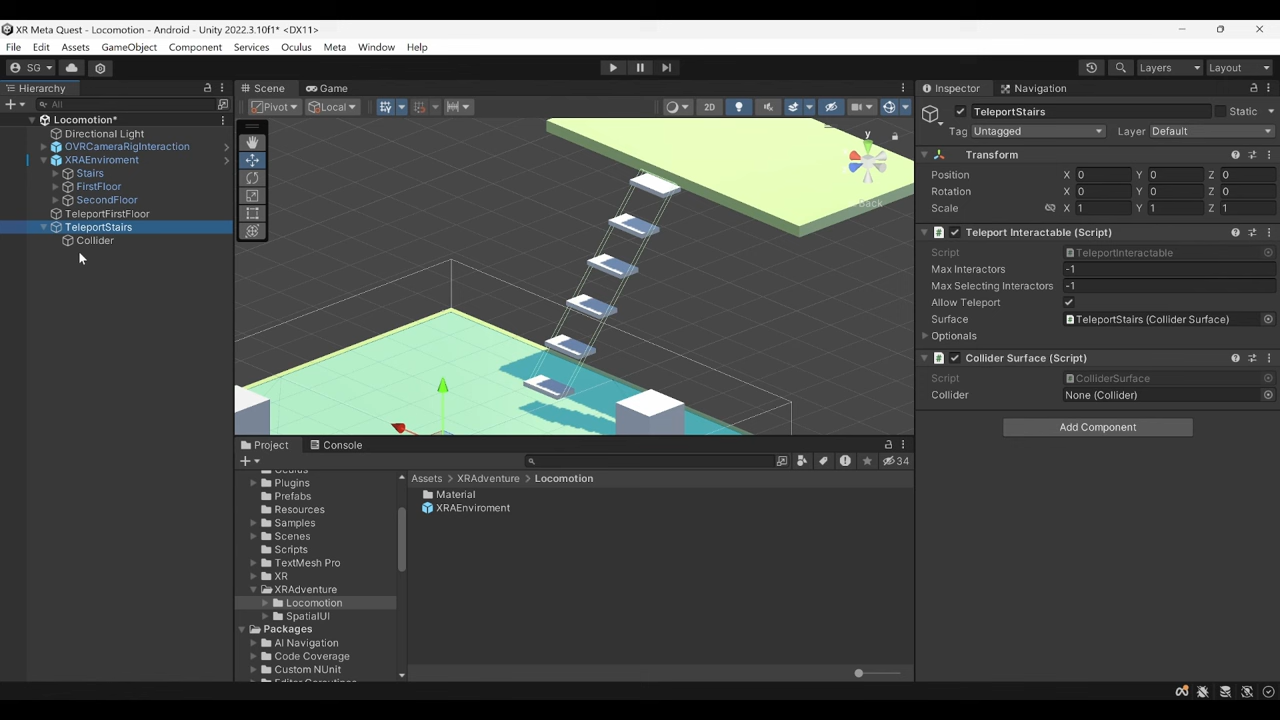 XR Meta Quest - Locomotion - Android - Unity 2022.3.10f1* <DX11>
File Edit Assets GameObject Component Services Oculus Meta Window Help
SG Layers Layout
Hierarchy
All
Locomotion*
Directional Light
OVRCameraRigInteraction
XRAEnviroment
Stairs
FirstFloor
SecondFloor
TeleportFirstFloor
TeleportStairs
Collider
Scene Game
Pivot Local 2D
y
Back
Project Console
34
Oculus
Plugins
Prefabs
Resources
Samples
Scenes
Scripts
TextMesh Pro
XR
XRAdventure
Locomotion
SpatialUI
Packages
AI Navigation
Code Coverage
Custom NUnit
Editor Coroutines
Assets > XRAdventure > Locomotion
Material
XRAEnviroment
Inspector Navigation
TeleportStairs Static
Tag Untagged Layer Default
Transform
Position X 0 Y 0 Z 0
Rotation X 0 Y 0 Z 0
Scale X 1 Y 1 Z 1
Teleport Interactable (Script)
Script TeleportInteractable
Max Interactors -1
Max Selecting Interactors -1
Allow Teleport
Surface TeleportStairs (Collider Surface)
Optionals
Collider Surface (Script)
Script ColliderSurface
Collider None (Collider)
Add Component